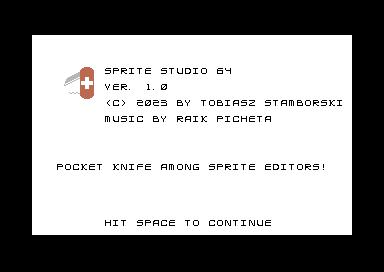 SPRITE STUDIO 64
VER. 1.0
(C) 2023 BY TOBIASZ STAMBORSKI
MUSIC BY RAIK PICHETA
POCKET KNIFE AMONG SPRITE EDITORS!
HIT SPACE TO CONTINUE